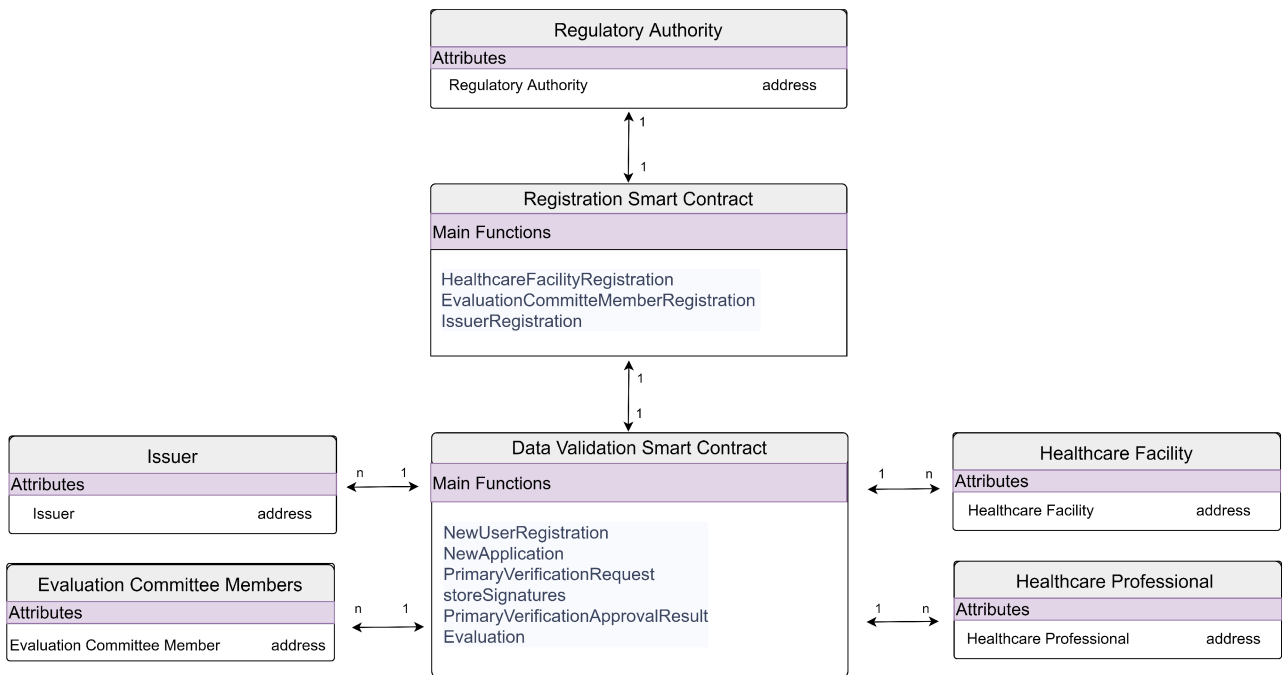 Regulatory Authority
Attributes
Regulatory Authority address
1
1
Registration Smart Contract
Main Functions
HealthcareFacilityRegistration
EvaluationCommitteMemberRegistration
IssuerRegistration
1
1
Issuer
Attributes
Issuer address
n 1
Evaluation Committee Members
Attributes
Evaluation Committee Member address
n 1
Data Validation Smart Contract
Main Functions
NewUserRegistration
NewApplication
PrimaryVerificationRequest
storeSignatures
PrimaryVerificationApprovalResult
Evaluation
1 n
Healthcare Facility
Attributes
Healthcare Facility address
1 n
Healthcare Professional
Attributes
Healthcare Professional address